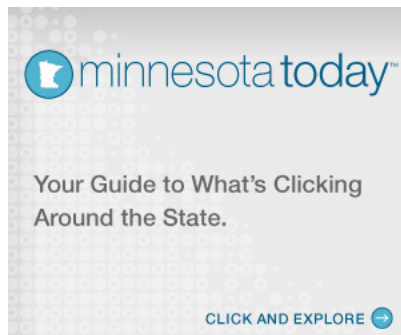 minnesota today™
Your Guide to What's Clicking
Around the State.
CLICK AND EXPLORE